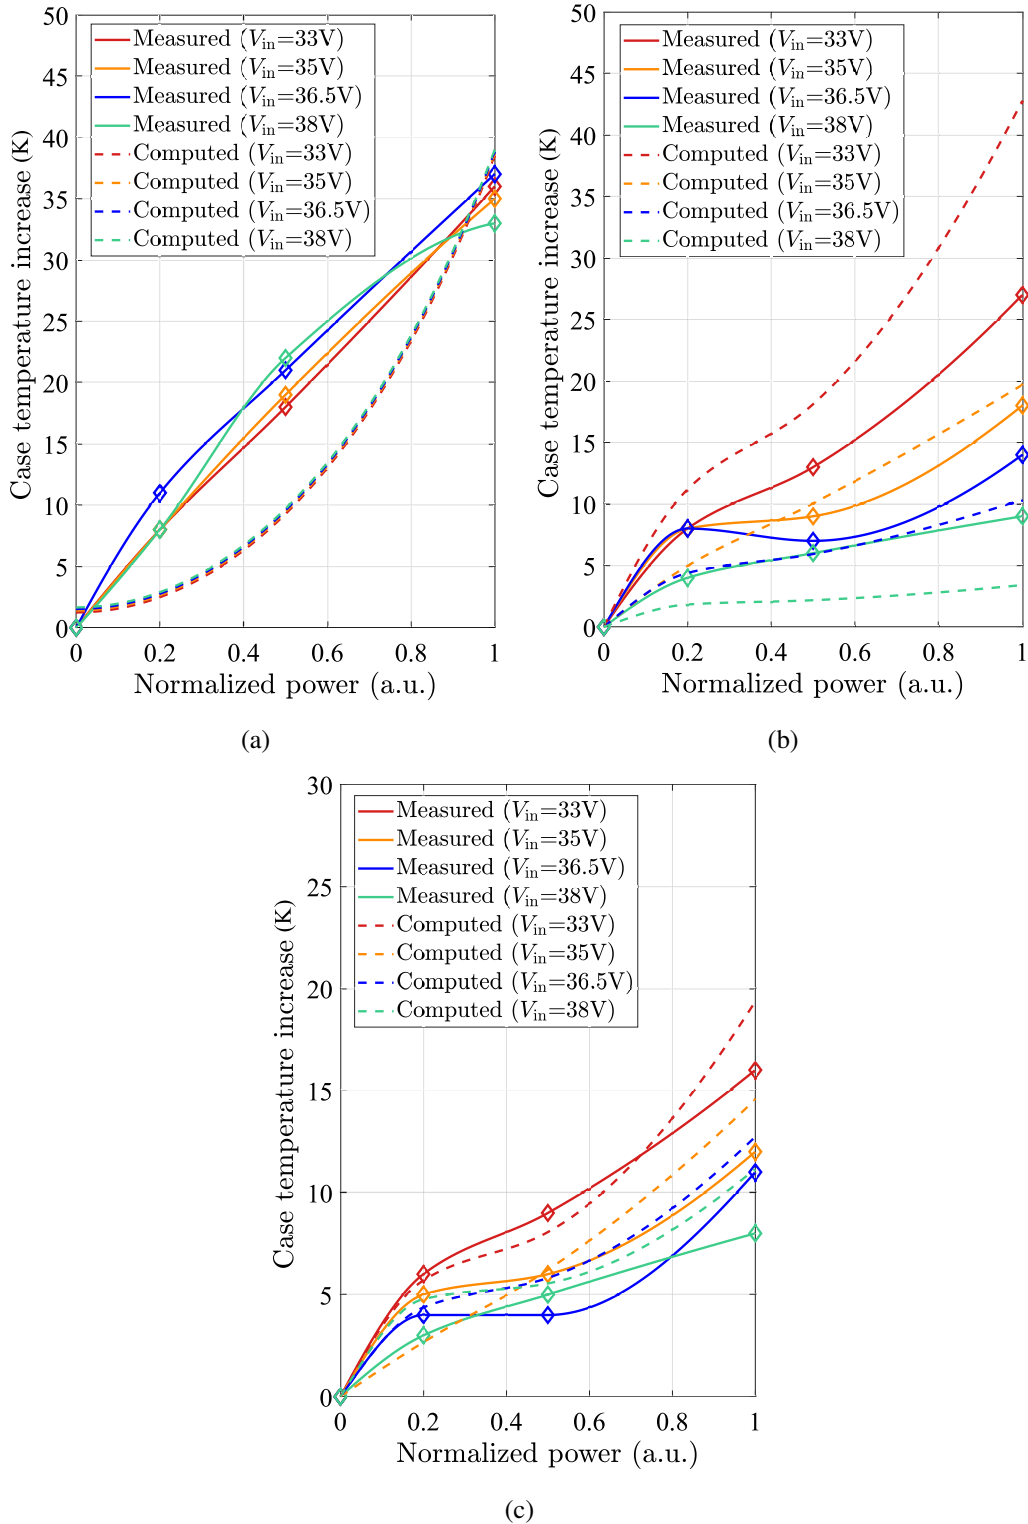 50
45
40
35
30
25
20
15
10
5
0
Case temperature increase (K)
Measured (Vin=33V)
Measured (Vin=35V)
Measured (Vin=36.5V)
Measured (Vin=38V)
Computed (Vin=33V)
Computed (Vin=35V)
Computed (Vin=36.5V)
Computed (Vin=38V)
0 0.2 0.4 0.6 0.8 1
Normalized power (a.u.)
(a)
50
45
40
35
30
25
20
15
10
5
0
Case temperature increase (K)
Measured (Vin=33V)
Measured (Vin=35V)
Measured (Vin=36.5V)
Measured (Vin=38V)
Computed (Vin=33V)
Computed (Vin=35V)
Computed (Vin=36.5V)
Computed (Vin=38V)
0 0.2 0.4 0.6 0.8 1
Normalized power (a.u.)
(b)
30
25
20
15
10
5
0
Case temperature increase (K)
Measured (Vin=33V)
Measured (Vin=35V)
Measured (Vin=36.5V)
Measured (Vin=38V)
Computed (Vin=33V)
Computed (Vin=35V)
Computed (Vin=36.5V)
Computed (Vin=38V)
0 0.2 0.4 0.6 0.8 1
Normalized power (a.u.)
(c)